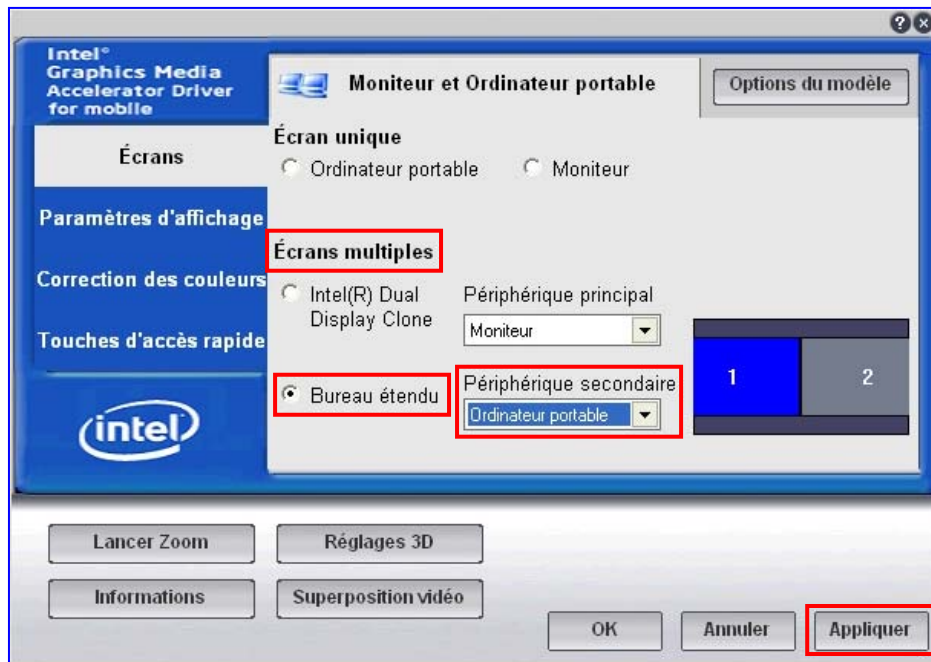 Intel®
Graphics Media
Accelerator Driver
for mobile
Moniteur et Ordinateur portable
Options du modèle
Écrans
Paramètres d'affichage
Correction des couleurs
Touches d'accès rapide
intel
Écran unique
Ordinateur portable
Moniteur
Écrans multiples
Intel(R) Dual
Display Clone
Périphérique principal
Moniteur
Bureau étendu
Périphérique secondaire
Ordinateur portable
1
2
Lancer Zoom
Réglages 3D
Informations
Superposition vidéo
OK
Annuler
Appliquer